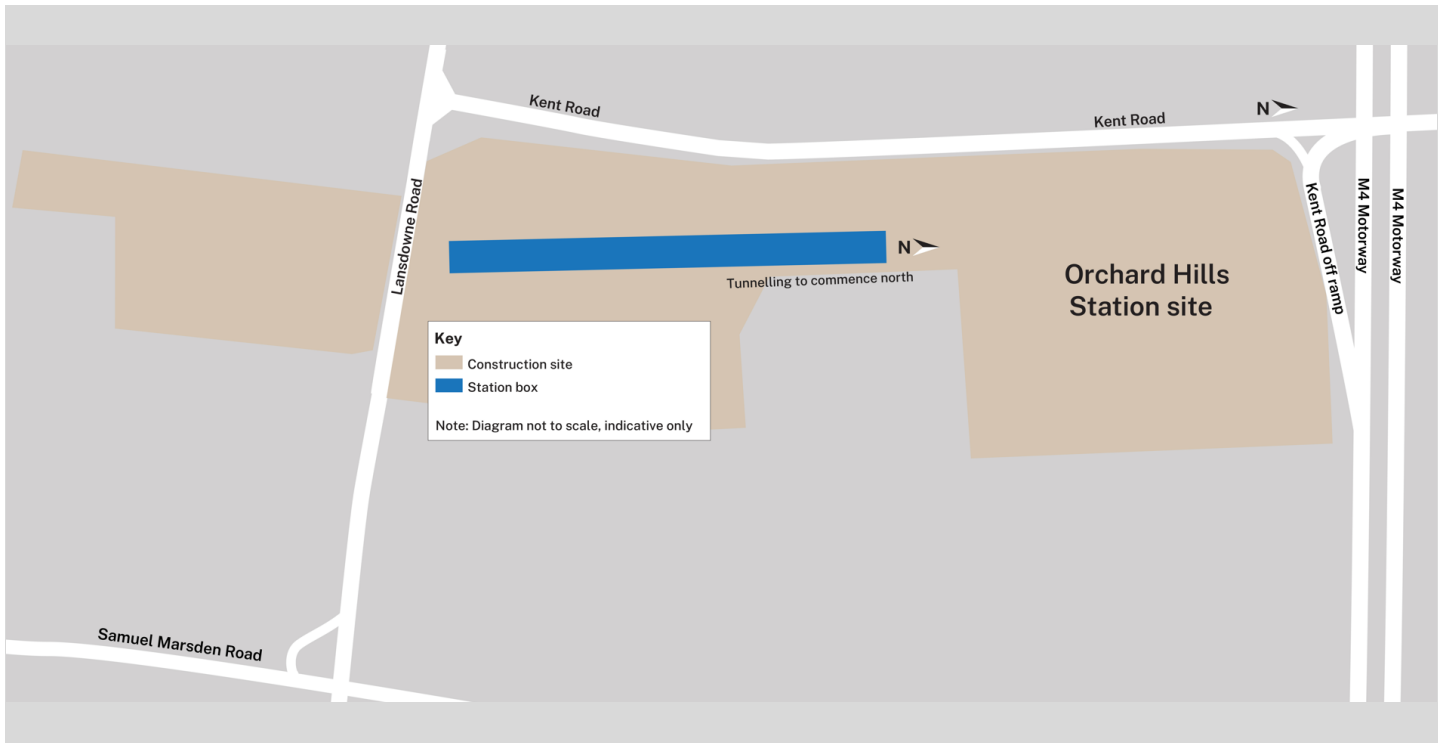 Kent Road
Kent Road
N
Lansdowne Road
Kent Road off ramp
M4 Motorway
M4 Motorway
N
Tunnelling to commence north
Orchard Hills
Station site
Key
Construction site
Station box
Note: Diagram not to scale, indicative only
Samuel Marsden Road